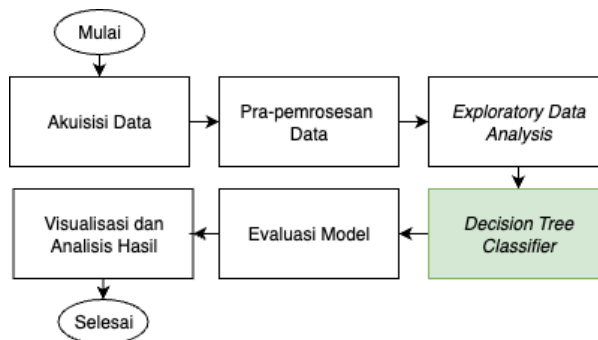 Mulai
Akuisisi Data
Pra-pemrosesan
Data
Exploratory Data
Analysis
Decision Tree
Classifier
Evaluasi Model
Visualisasi dan
Analisis Hasil
Selesai